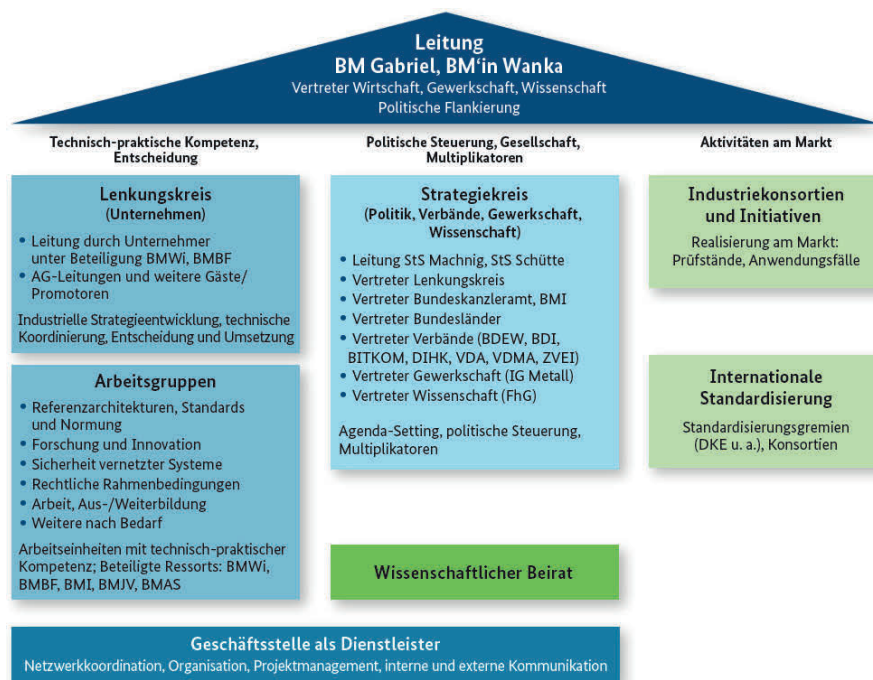 Leitung
BM Gabriel, BM‘in Wanka
Vertreter Wirtschaft, Gewerkschaft, Wissenschaft
Politische Flankierung
Technisch-praktische Kompetenz,
Entscheidung
Lenkungskreis
(Unternehmen)
• Leitung durch Unternehmer
unter Beteiligung BMWi, BMBF
• AG-Leitungen und weitere Gäste/
Promotoren
Industrielle Strategieentwicklung, technische
Koordinierung, Entscheidung und Umsetzung
Arbeitsgruppen
• Referenzarchitekturen, Standards
und Normung
• Forschung und Innovation
• Sicherheit vernetzter Systeme
• Rechtliche Rahmenbedingungen
• Arbeit, Aus-/Weiterbildung
• Weitere nach Bedarf
Arbeitseinheiten mit technisch-praktischer
Kompetenz; Beteiligte Ressorts: BMWi,
BMBF, BMI, BMJV, BMAS
Politische Steuerung, Gesellschaft,
Multiplikatoren
Strategiekreis
(Politik, Verbände, Gewerkschaft,
Wissenschaft)
• Leitung StS Machnig, StS Schütte
• Vertreter Lenkungskreis
• Vertreter Bundeskanzleramt, BMI
• Vertreter Bundesländer
• Vertreter Verbände (BDEW, BDI,
BITKOM, DIHK, VDA, VDMA, ZVEI)
• Vertreter Gewerkschaft (IG Metall)
• Vertreter Wissenschaft (FhG)
Agenda-Setting, politische Steuerung,
Multiplikatoren
Wissenschaftlicher Beirat
Aktivitäten am Markt
Industriekonsortien
und Initiativen
Realisierung am Markt:
Prüfstände, Anwendungsfälle
Internationale
Standardisierung
Standardisierungsgremien
(DKE u. a.), Konsortien
Geschäftsstelle als Dienstleister
Netzwerkkoordination, Organisation, Projektmanagement, interne und externe Kommunikation